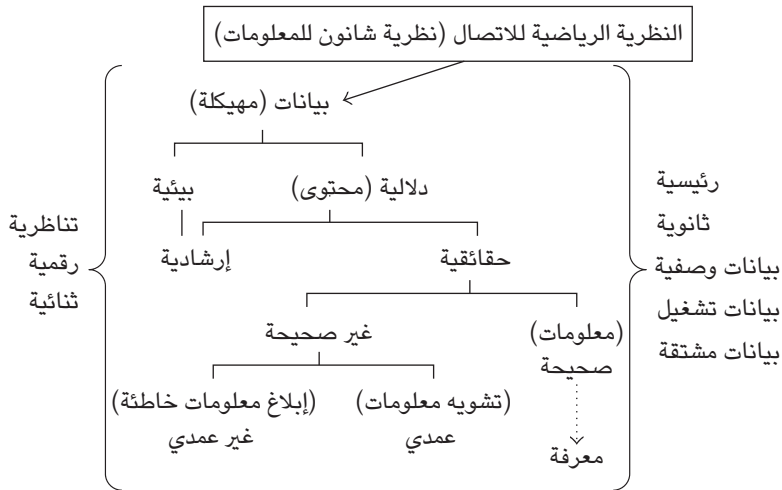 النظرية الرياضية للاتصال (نظرية شانون للمعلومات)
بيانات (مهيكلة)
دلالية (محتوى)
بيئية
حقائقية
إرشادية
(معلومات)
صحيحة
غير صحيحة
(تشويه معلومات)
عمدي
(إبلاغ معلومات خاطئة)
غير عمدي
معرفة
رئيسية
ثانوية
بيانات وصفية
بيانات تشغيل
بيانات مشتقة
تناظرية
رقمية
ثنائية